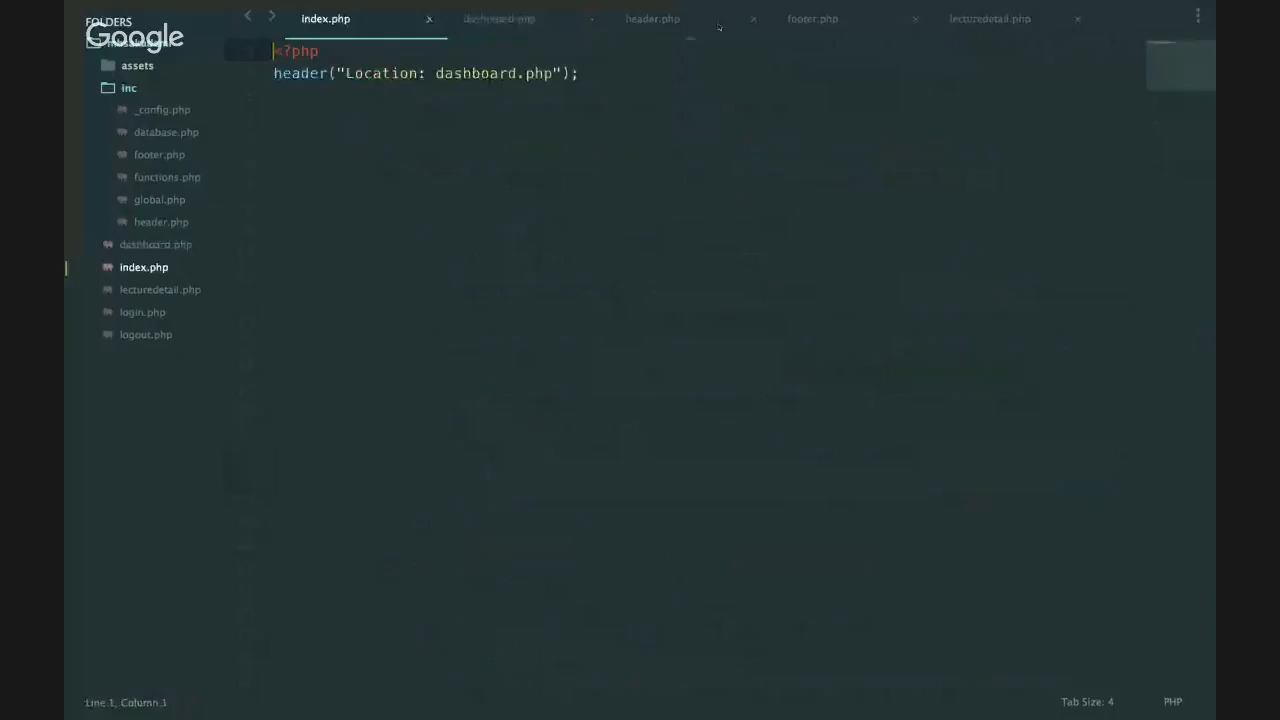 index.php
header.php
footer.php
lecturedetail.php
FOLDERS
Google
assets
inc
_config.php
database.php
footer.php
functions.php
global.php
header.php
dashboard.php
index.php
lecturedetail.php
login.php
logout.php
<?php
header("Location: dashboard.php");
Line 1, Column 1
Tab Size: 4
PHP